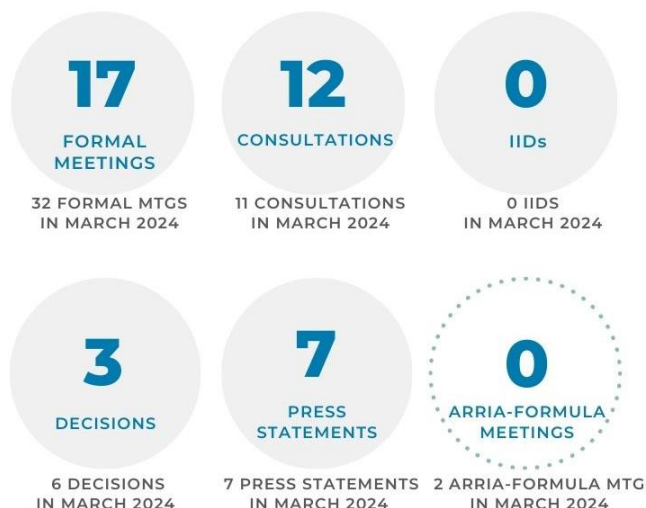 17
FORMAL
MEETINGS
32 FORMAL MTGS
IN MARCH 2024
12
CONSULTATIONS
11 CONSULTATIONS
IN MARCH 2024
0
IIDs
0 IIDS
IN MARCH 2024
3
DECISIONS
6 DECISIONS
IN MARCH 2024
7
PRESS
STATEMENTS
7 PRESS STATEMENTS
IN MARCH 2024
0
ARRIA-FORMULA
MEETINGS
2 ARRIA-FORMULA MTG
IN MARCH 2024